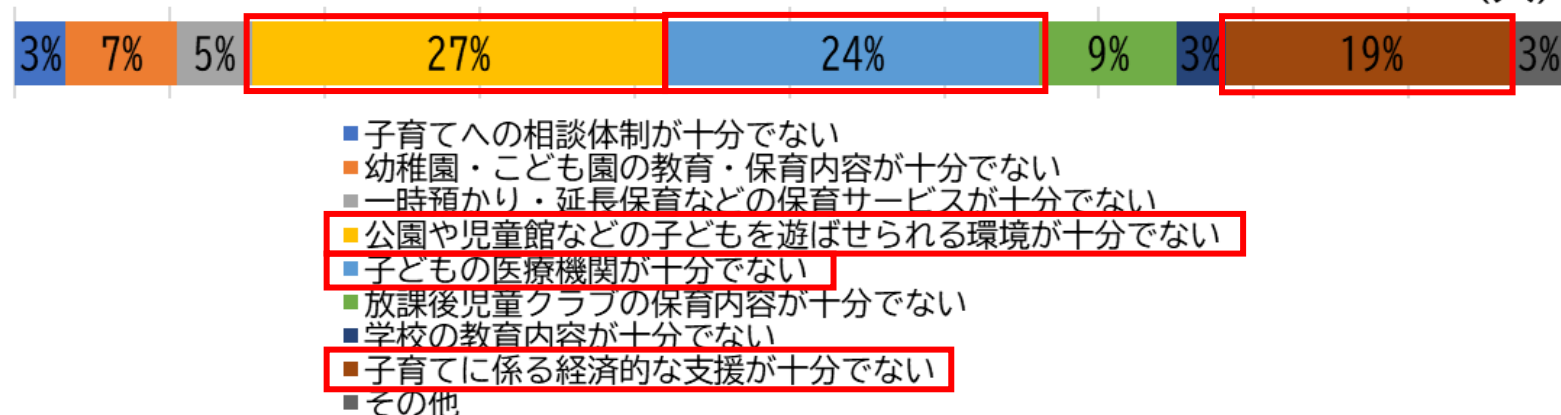 3% 7% 5% 27% 24% 9% 3% 19% 3%
子育てへの相談体制が十分でない
幼稚園・こども園の教育・保育内容が十分でない
一時預かり・延長保育などの保育サービスが十分でない
公園や児童館などの子どもを遊ばせられる環境が十分でない
子どもの医療機関が十分でない
放課後児童クラブの保育内容が十分でない
学校の教育内容が十分でない
子育てに係る経済的な支援が十分でない
その他